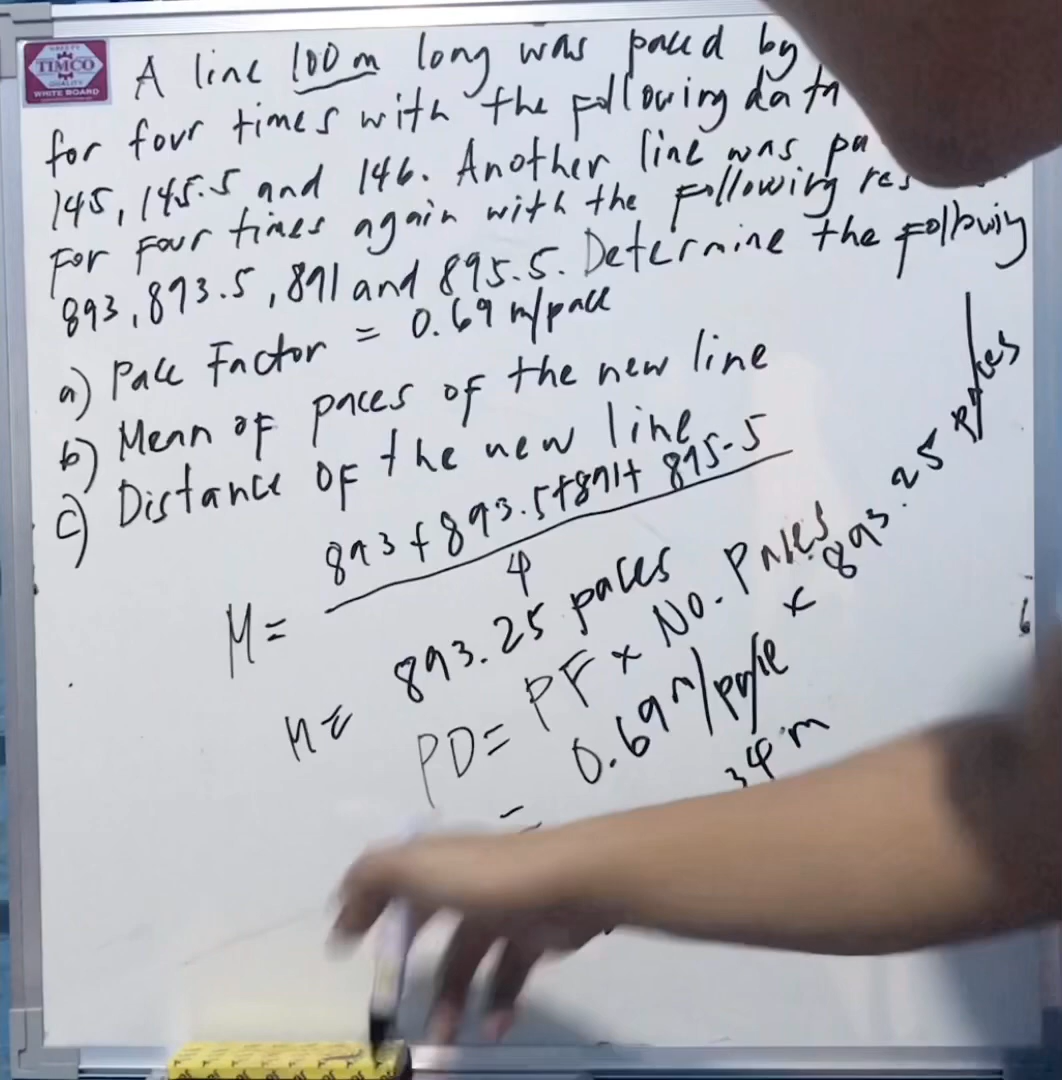 SAFETY
TIMCO
QUALITY
WHITE BOARD
A line 100 m long was paced by
for four times with the following data
145, 145.5 and 146. Another line was pa
For four times again with the following res
893, 893.5, 891 and 895.5. Determine the following
a) Pace Factor = 0.69 m/pace
b) Mean of paces of the new line
c) Distance of the new line
893 + 893.5 + 891 + 895.5
M =
4
M = 893.25 paces
PD = PF x No. Paces
0.69 m/pace x 893.25 paces
= 34 m
6